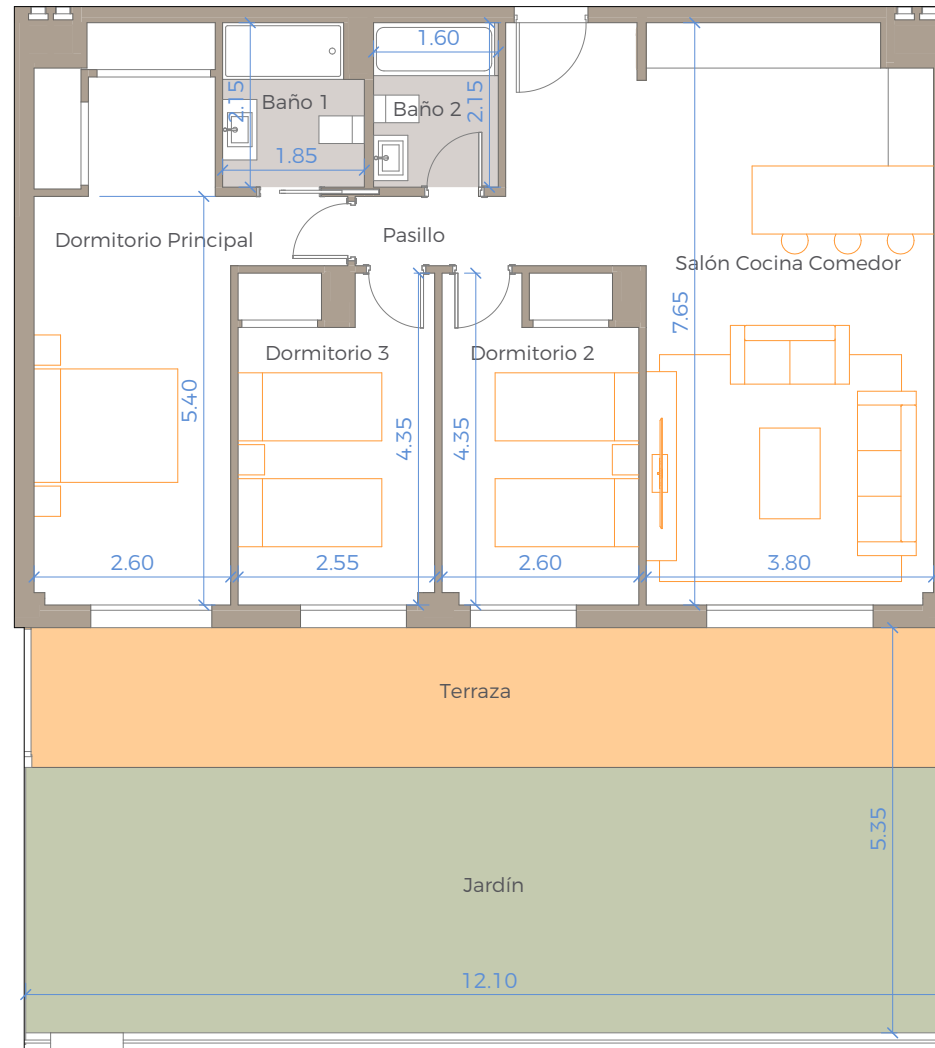 1.60
2.15
Baño 1
Baño 2
2.15
1.85
Dormitorio Principal
Pasillo
Salón Cocina Comedor
7.65
Dormitorio 3
Dormitorio 2
5.40
4.35
4.35
2.60
2.55
2.60
3.80
Terraza
5.35
Jardín
12.10